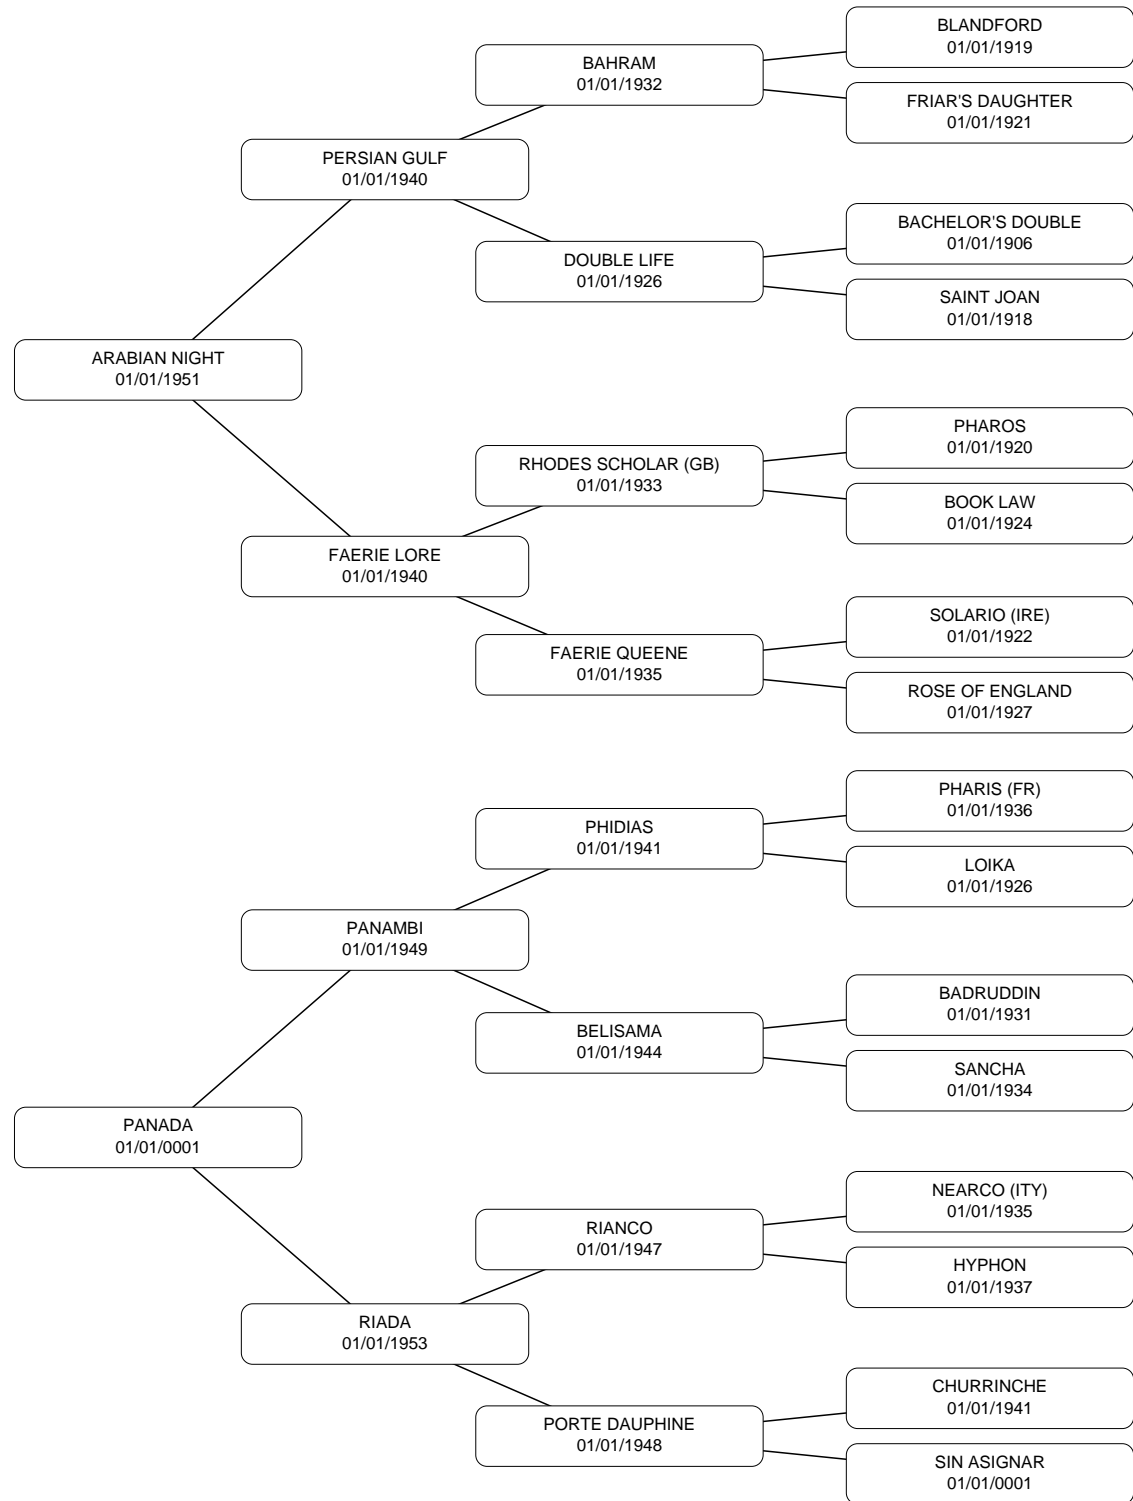 BLANDFORD
01/01/1919
BAHRAM
01/01/1932
FRIAR'S DAUGHTER
01/01/1921
PERSIAN GULF
01/01/1940
BACHELOR'S DOUBLE
01/01/1906
DOUBLE LIFE
01/01/1926
SAINT JOAN
01/01/1918
ARABIAN NIGHT
01/01/1951
PHAROS
01/01/1920
RHODES SCHOLAR (GB)
01/01/1933
BOOK LAW
01/01/1924
FAERIE LORE
01/01/1940
SOLARIO (IRE)
01/01/1922
FAERIE QUEENE
01/01/1935
ROSE OF ENGLAND
01/01/1927
PHARIS (FR)
01/01/1936
PHIDIAS
01/01/1941
LOIKA
01/01/1926
PANAMBI
01/01/1949
BADRUDDIN
01/01/1931
BELISAMA
01/01/1944
SANCHA
01/01/1934
PANADA
01/01/0001
NEARCO (ITY)
01/01/1935
RIANCO
01/01/1947
HYPHON
01/01/1937
RIADA
01/01/1953
CHURRINCHE
01/01/1941
PORTE DAUPHINE
01/01/1948
SIN ASIGNAR
01/01/0001